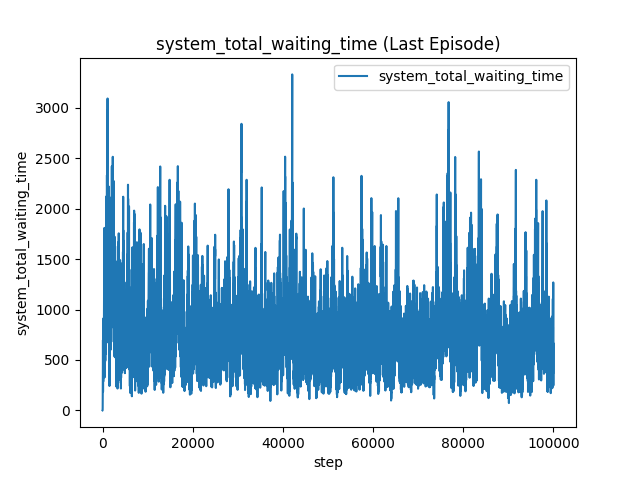 system_total_waiting_time (Last Episode)
system_total_waiting_time
system_total_waiting_time
3000
2500
2000
1500
1000
500
0
0 20000 40000 60000 80000 100000
step